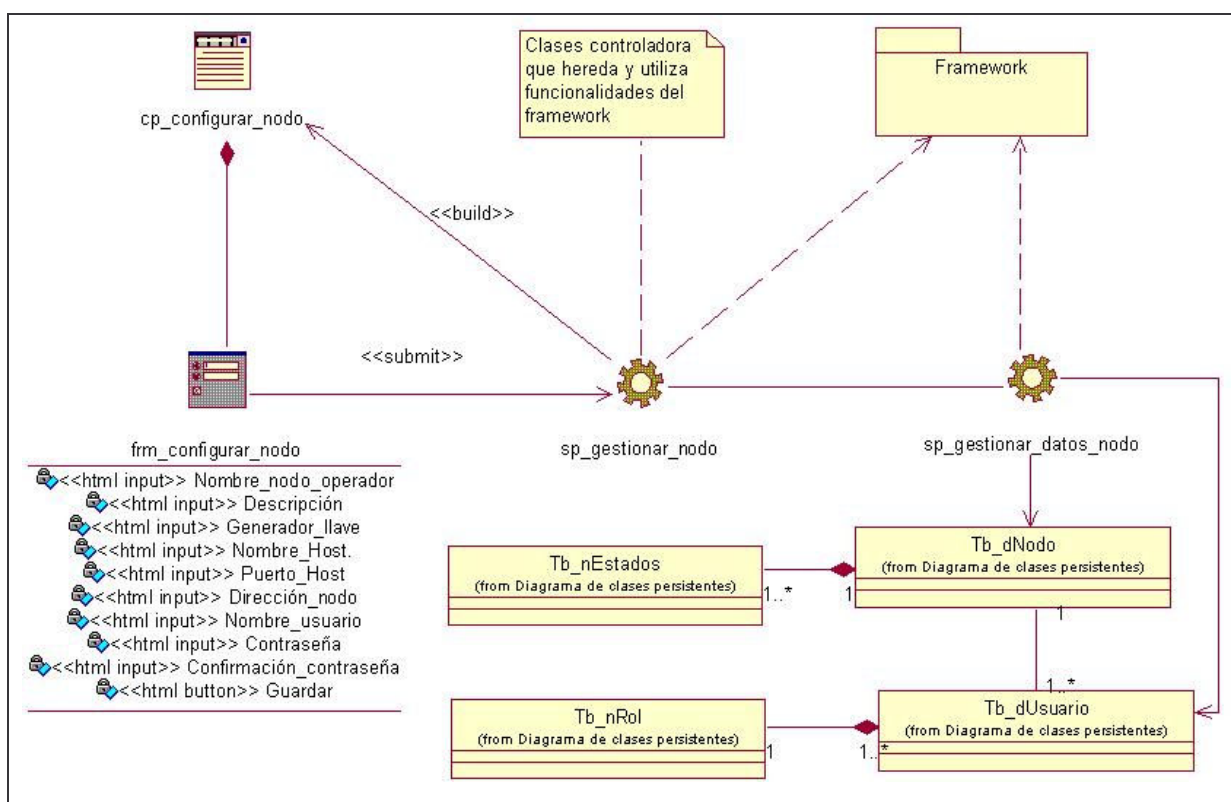 cp_configurar_nodo
Clases controladora
que hereda y utiliza
funcionalidades del
framework
Framework
<<build>>
<<submit>>
frm_configurar_nodo
<<html input>> Nombre_nodo_operador
<<html input>> Descripción
<<html input>> Generador_llave
<<html input>> Nombre_Host.
<<html input>> Puerto_Host
<<html input>> Dirección_nodo
<<html input>> Nombre_usuario
<<html input>> Contraseña
<<html input>> Confirmación_contraseña
<<html button>> Guardar
sp_gestionar_nodo
sp_gestionar_datos_nodo
Tb_nEstados
(from Diagrama de clases persistentes)
1..*
1
Tb_dNodo
(from Diagrama de clases persistentes)
1
1..*
Tb_nRol
(from Diagrama de clases persistentes)
1
1..*
Tb_dUsuario
(from Diagrama de clases persistentes)